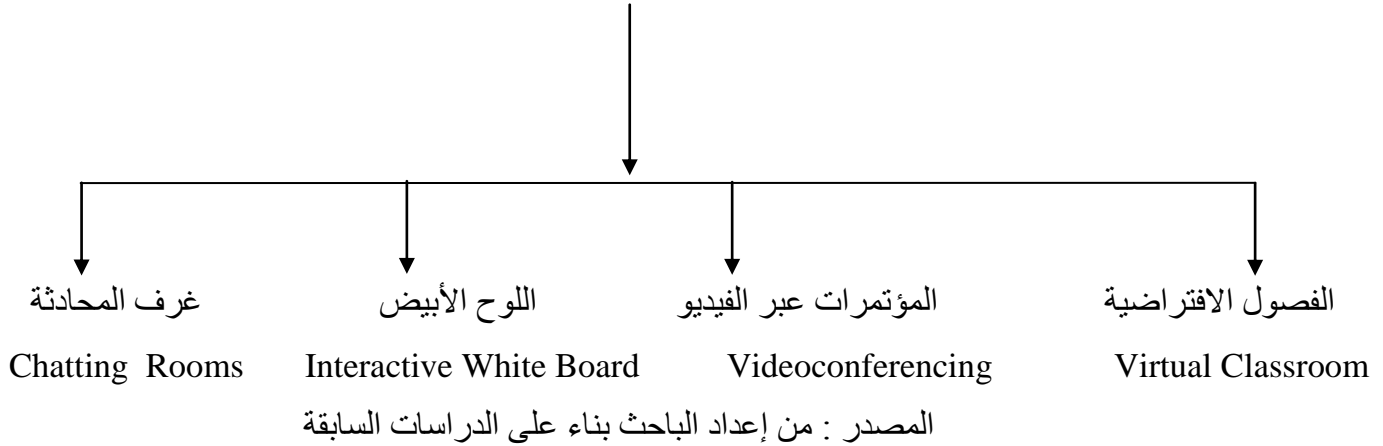 الفصول الافتراضية المؤتمرات عبر الفيديو اللوح الأبيض غرف المحادثة
Chatting Rooms Interactive White Board Videoconferencing Virtual Classroom
المصدر : من إعداد الباحث بناء على الدراسات السابقة